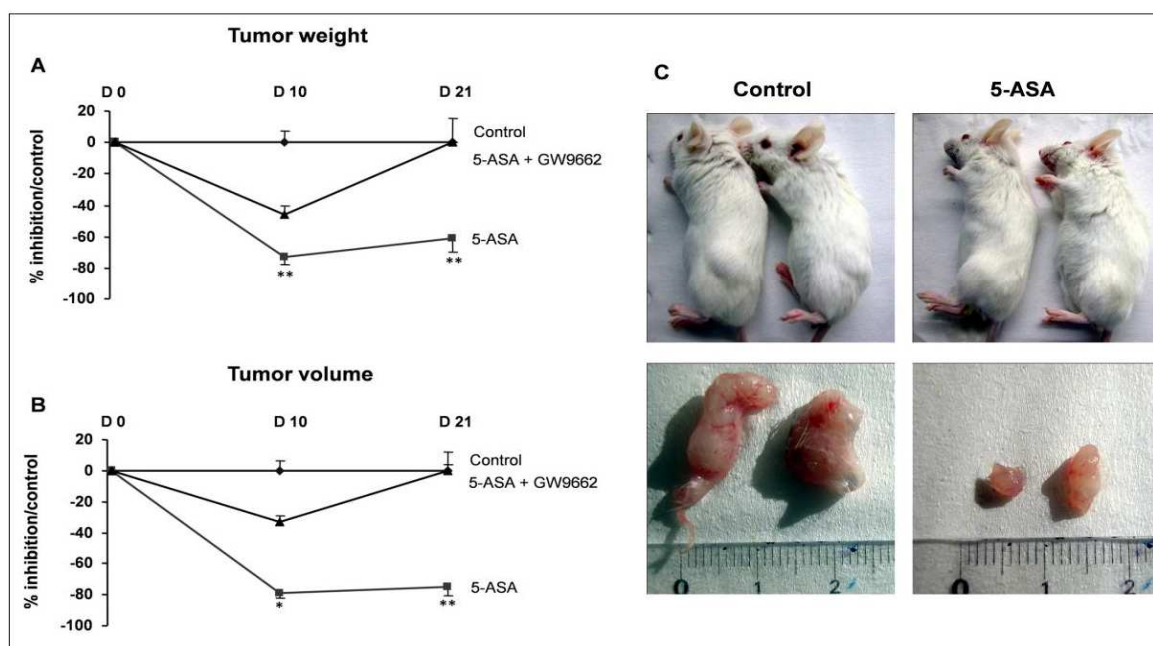 Tumor weight
A
D 0 D 10 D 21
20
0
-20
-40
-60
-80
-100
% inhibition/control
Control
5-ASA + GW9662
5-ASA
** **
Tumor volume
B
D 0 D 10 D 21
20
0
-20
-40
-60
-80
-100
% inhibition/control
Control
5-ASA + GW9662
5-ASA
* **
C
Control 5-ASA
0 1 2
0 1 2